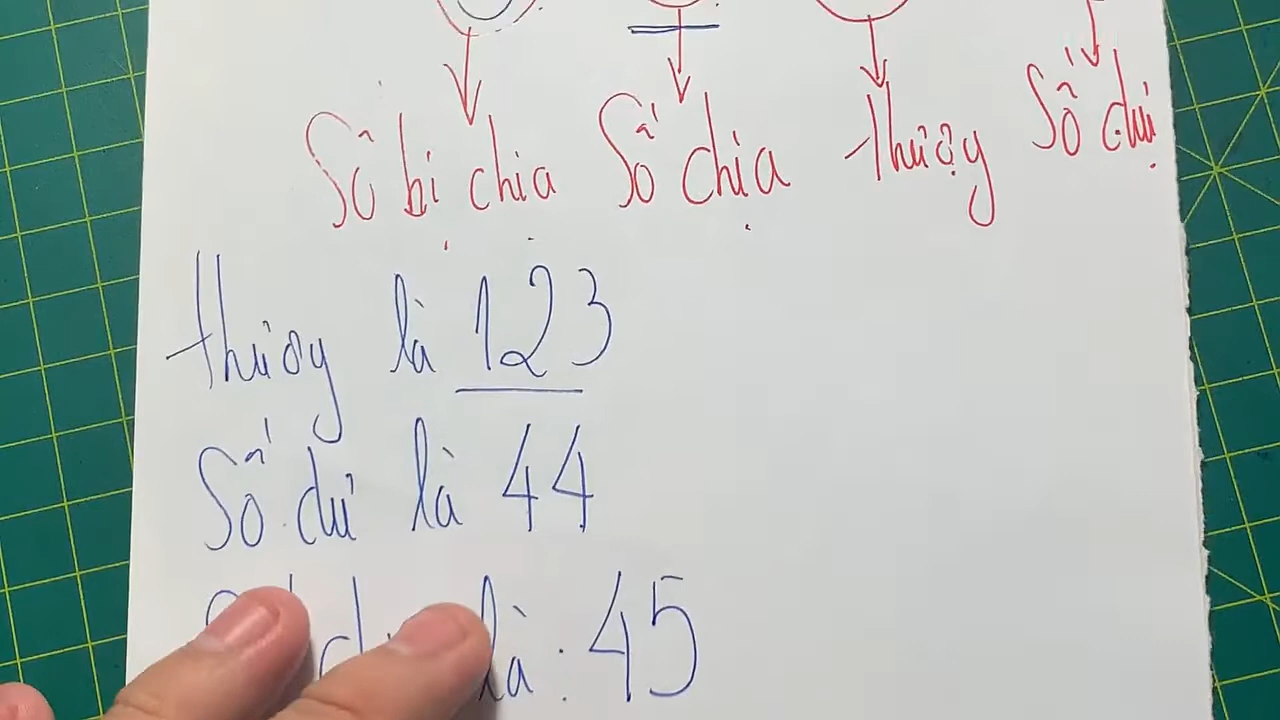 Số bị chia Số chia thương Số dư
thương là 123
Số dư là 44
là: 45